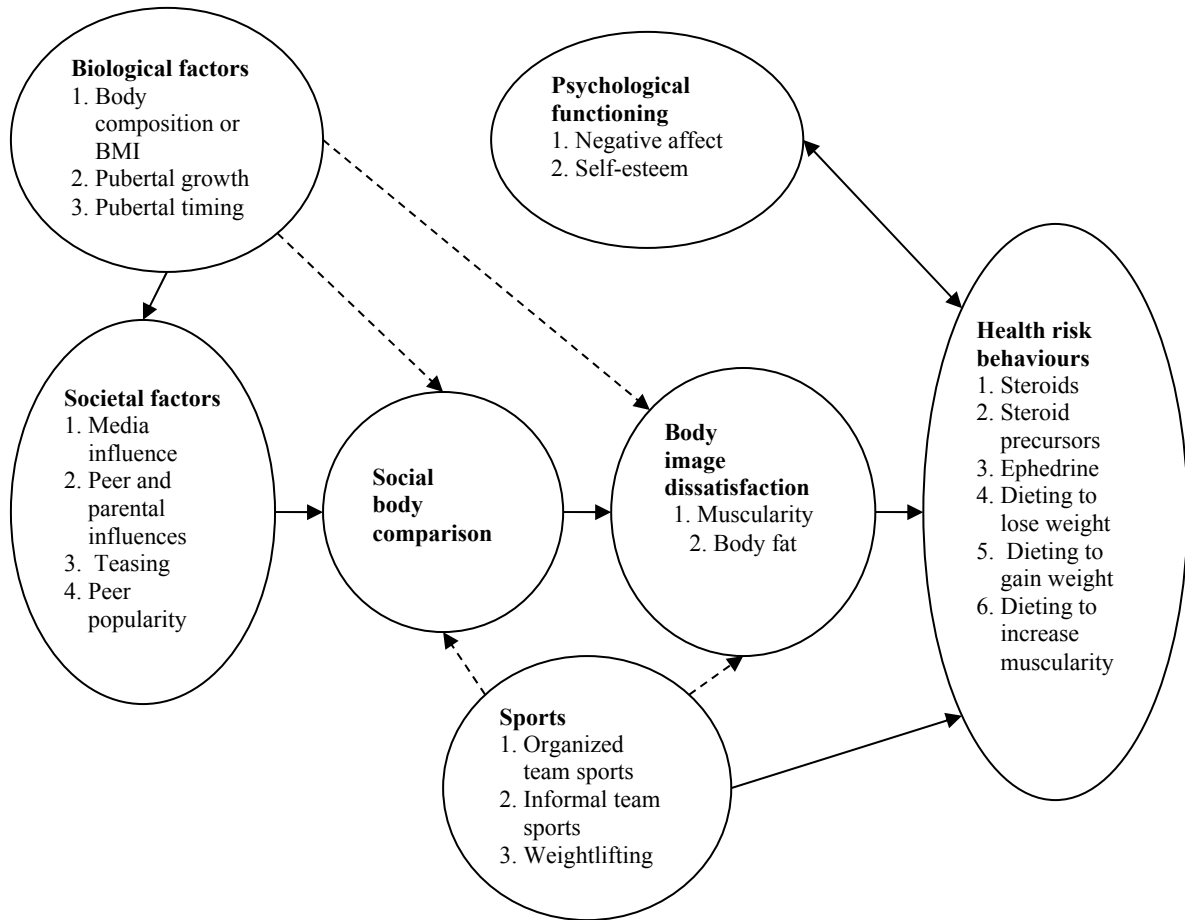 Biological factors
1. Body
composition or
BMI
2. Pubertal growth
3. Pubertal timing
Psychological
functioning
1. Negative affect
2. Self-esteem
Societal factors
1. Media
influence
2. Peer and
parental
influences
3. Teasing
4. Peer
popularity
Social
body
comparison
Body
image
dissatisfaction
1. Muscularity
2. Body fat
Health risk
behaviours
1. Steroids
2. Steroid
precursors
3. Ephedrine
4. Dieting to
lose weight
5. Dieting to
gain weight
6. Dieting to
increase
muscularity
Sports
1. Organized
team sports
2. Informal team
sports
3. Weightlifting